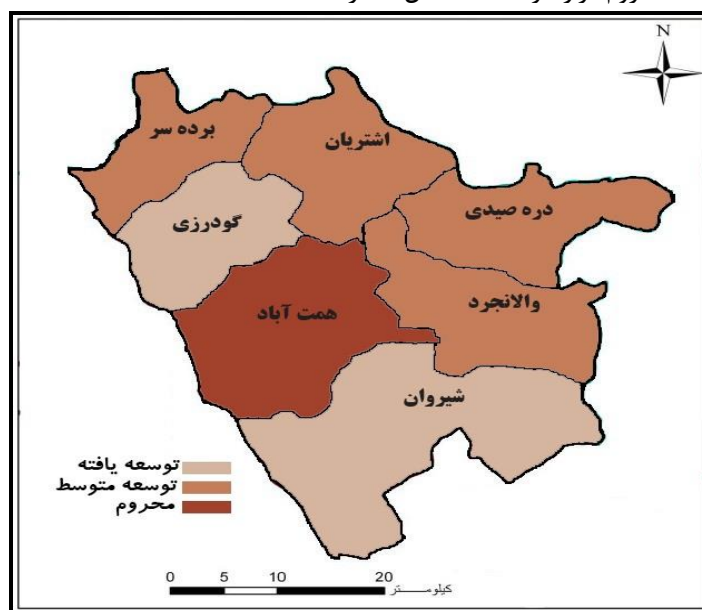 N
برده سر
اشتریان
گودرزی
دره صیدی
والانجرد
همت آباد
شیروان
توسعه یافته
توسعه متوسط
محروم
0 5 10 20
کیلومـــــتر